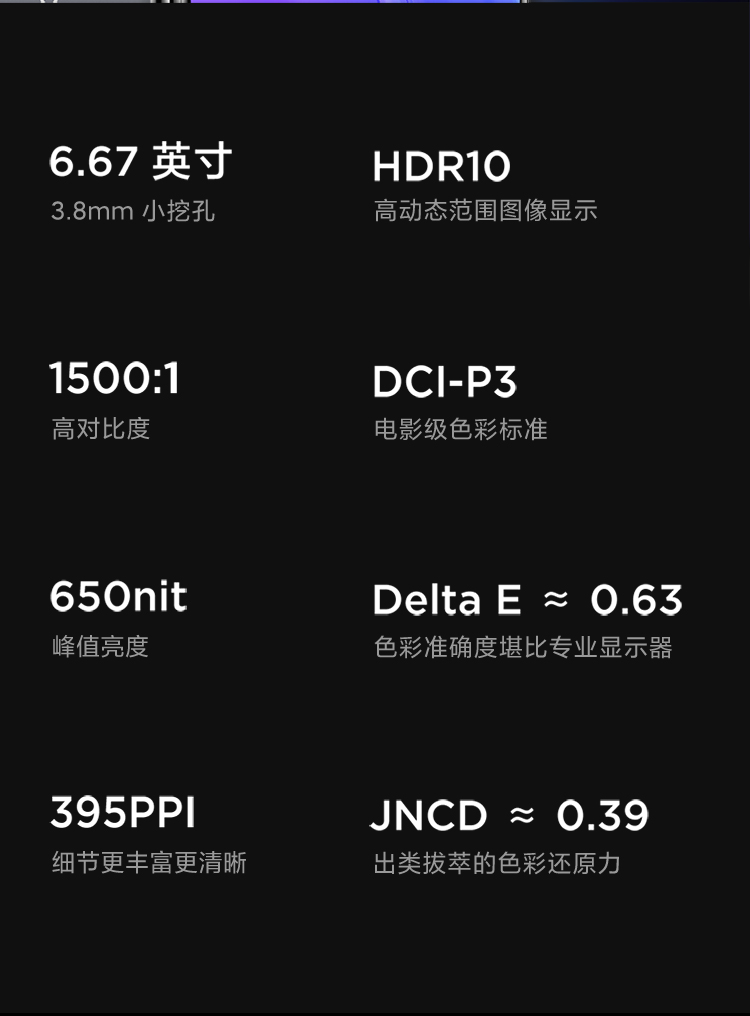 6.67 英寸
3.8mm 小挖孔
HDR10
高动态范围图像显示
1500:1
高对比度
DCI-P3
电影级色彩标准
650nit
峰值亮度
Delta E ≈ 0.63
色彩准确度堪比专业显示器
395PPI
细节更丰富更清晰
JNCD ≈ 0.39
出类拔萃的色彩还原力